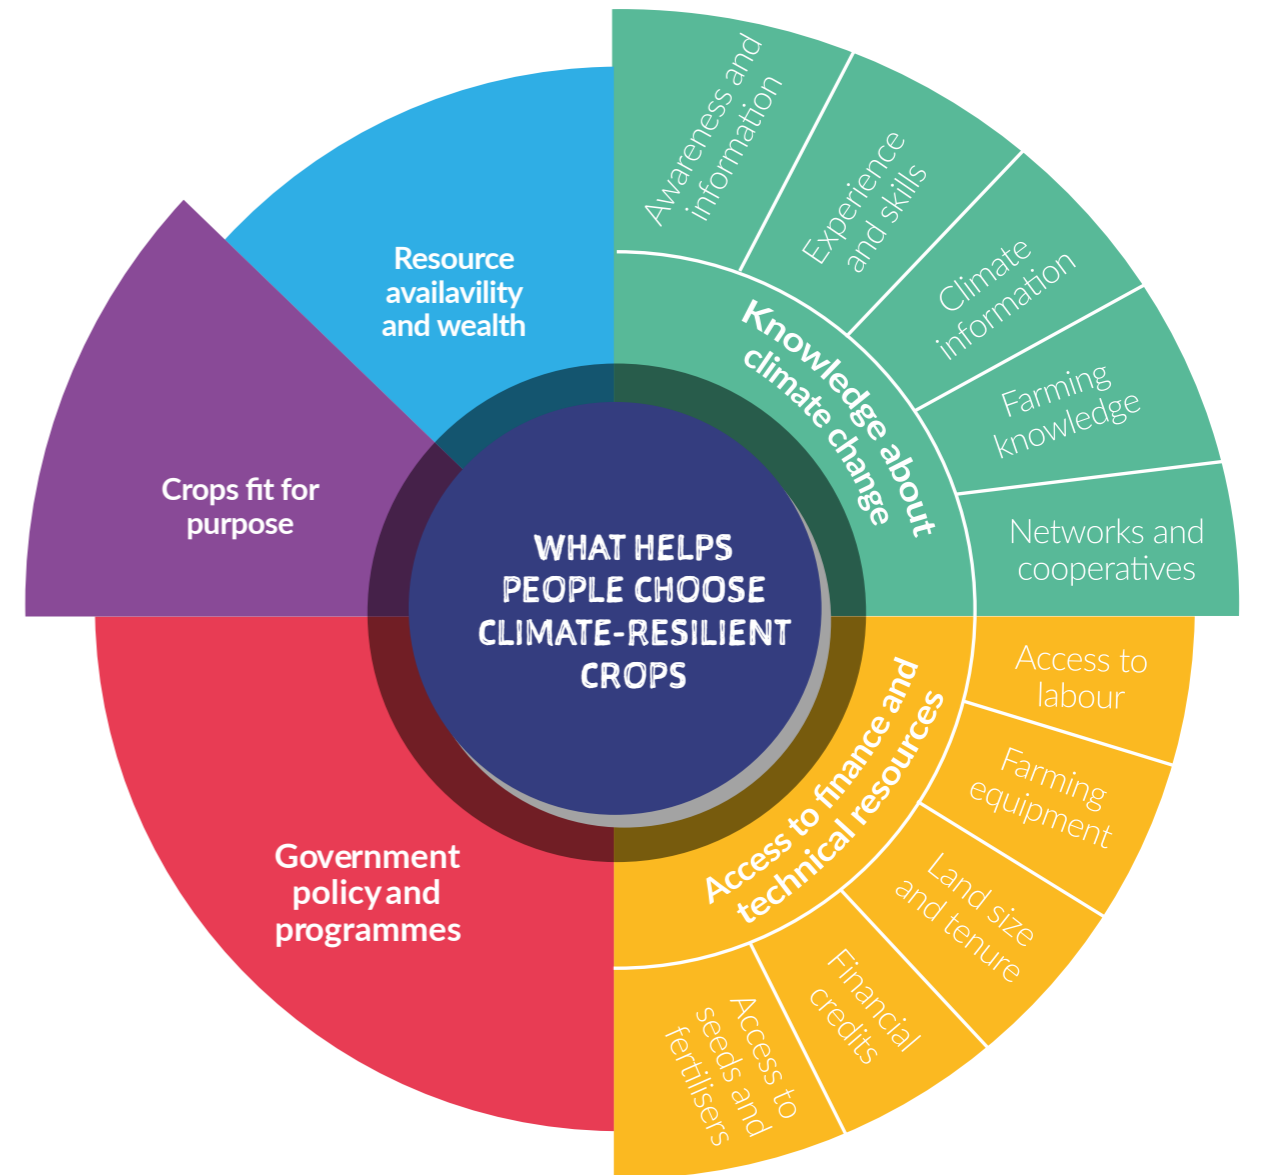 WHAT HELPS
PEOPLE CHOOSE
CLIMATE-RESILIENT
CROPS
Resource
availavility
and wealth
Crops fit for
purpose
Government
policy and
programmes
Knowledge about
climate change
Awareness and
information
Experience
and skills
Climate
information
Farming
knowledge
Networks and
cooperatives
Access to finance and
technical resources
Access to
labour
Farming
equipment
Land size
and tenure
Financial
credits
Access to
seeds and
fertilisers